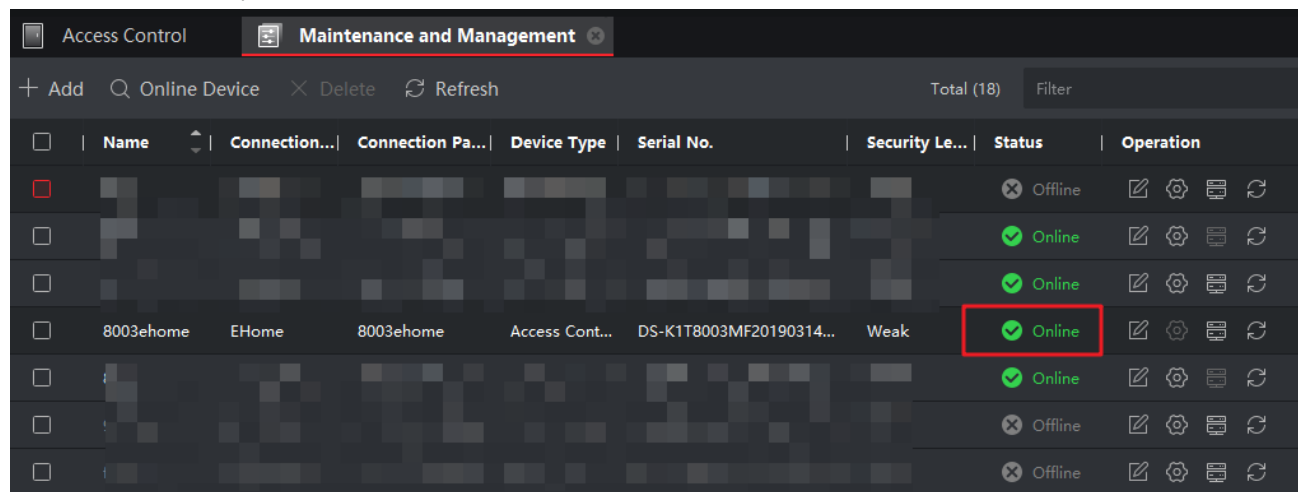 Access Control Maintenance and Management
Add Online Device Delete Refresh Total (18) Filter
Name Connection... Connection Pa... Device Type Serial No. Security Le... Status Operation
Offline
Online
Online
8003ehome EHome 8003ehome Access Cont... DS-K1T8003MF20190314... Weak Online
Online
Offline
Offline